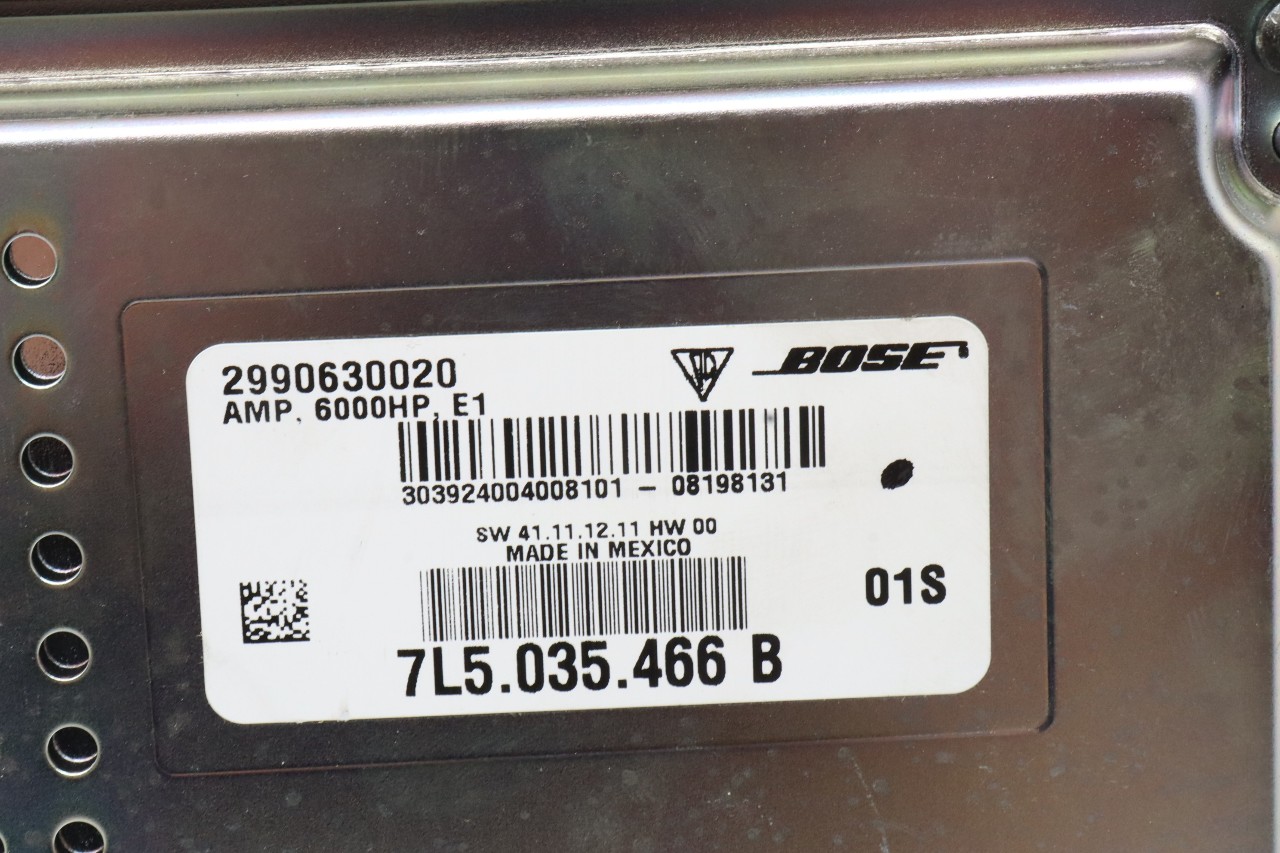 2990630020
BOSE
AMP, 6000HP, E1
303924004008101 - 08198131
SW 41.11.12.11 HW 00
MADE IN MEXICO
01S
7L5.035.466 B